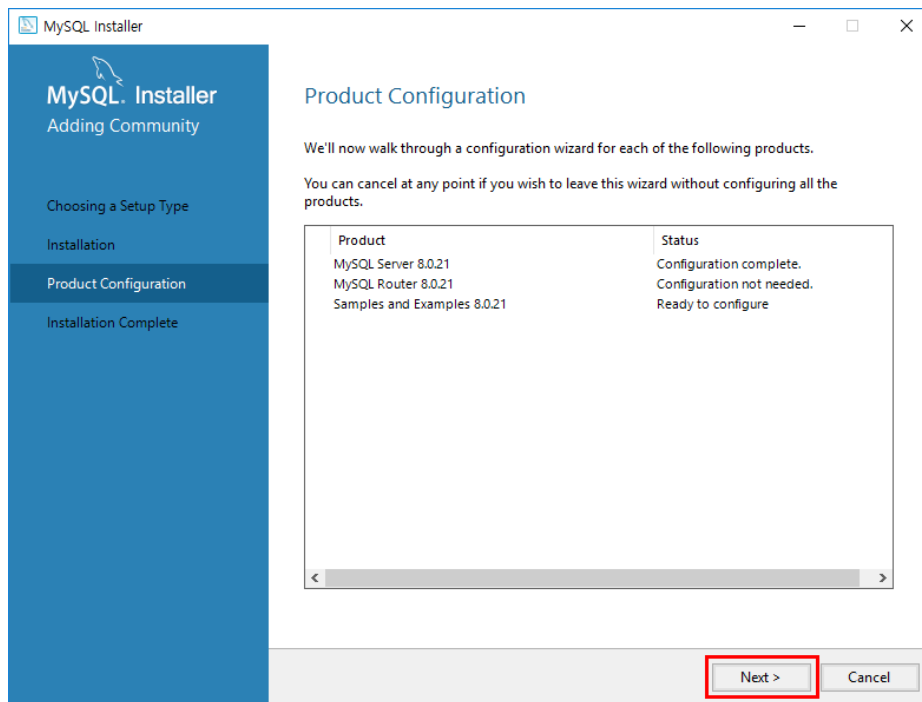 MySQL Installer
MySQL. Installer
Adding Community
Choosing a Setup Type
Installation
Product Configuration
Installation Complete
Product Configuration
We'll now walk through a configuration wizard for each of the following products.
You can cancel at any point if you wish to leave this wizard without configuring all the
products.
Product Status
MySQL Server 8.0.21 Configuration complete.
MySQL Router 8.0.21 Configuration not needed.
Samples and Examples 8.0.21 Ready to configure
Next > Cancel